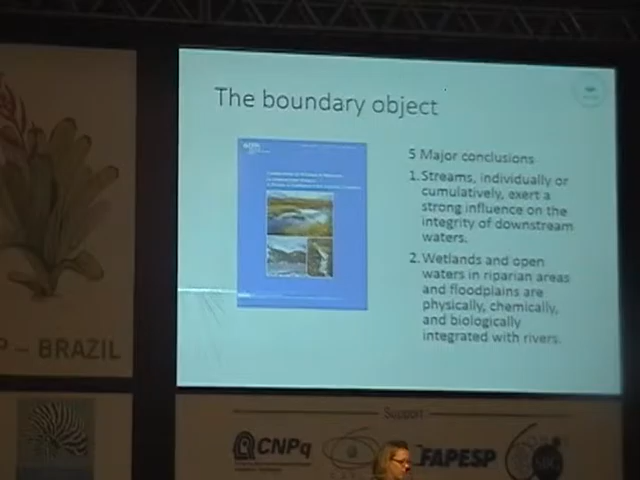 The boundary object
5 Major conclusions
1. Streams, individually or
cumulatively, exert a
strong influence on the
integrity of downstream
waters.
2. Wetlands and open
waters in riparian areas
and floodplains are
physically, chemically,
and biologically
integrated with rivers.
P - BRAZIL
Support
CNPq
FAPESP